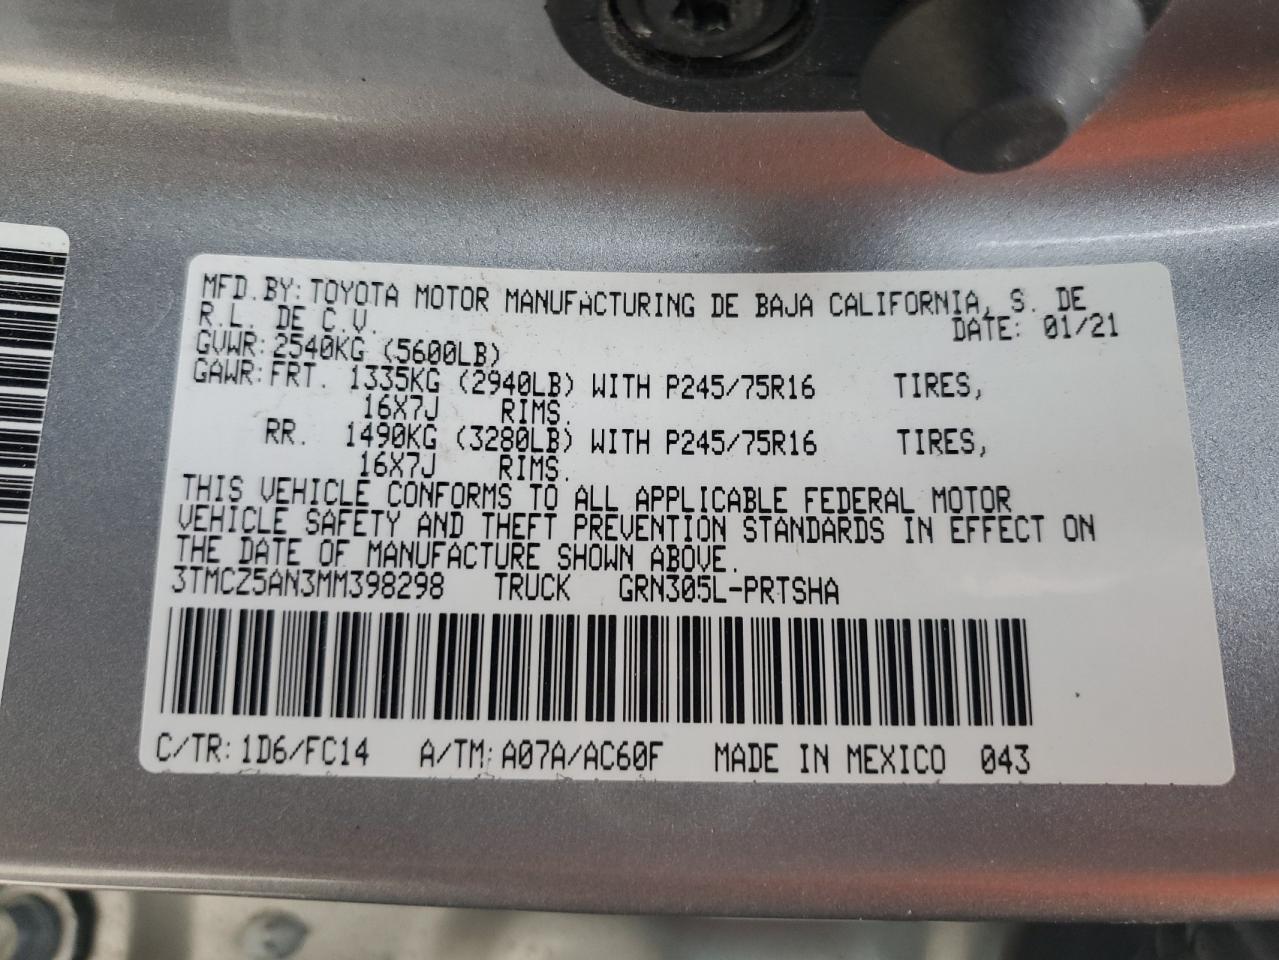 MFD. BY: TOYOTA MOTOR MANUFACTURING DE BAJA CALIFORNIA, S. DE
R.L. DE C.V. DATE: 01/21
GVWR: 2540KG (5600LB)
GAWR: FRT. 1335KG (2940LB) WITH P245/75R16 TIRES,
16X7J RIMS.
RR. 1490KG (3280LB) WITH P245/75R16 TIRES,
16X7J RIMS.
THIS VEHICLE CONFORMS TO ALL APPLICABLE FEDERAL MOTOR
VEHICLE SAFETY AND THEFT PREVENTION STANDARDS IN EFFECT ON
THE DATE OF MANUFACTURE SHOWN ABOVE.
3TMCZ5AN3MM398298 TRUCK GRN305L-PRTSHA
C/TR: 1D6/FC14 A/TM: A07A/AC60F MADE IN MEXICO 043